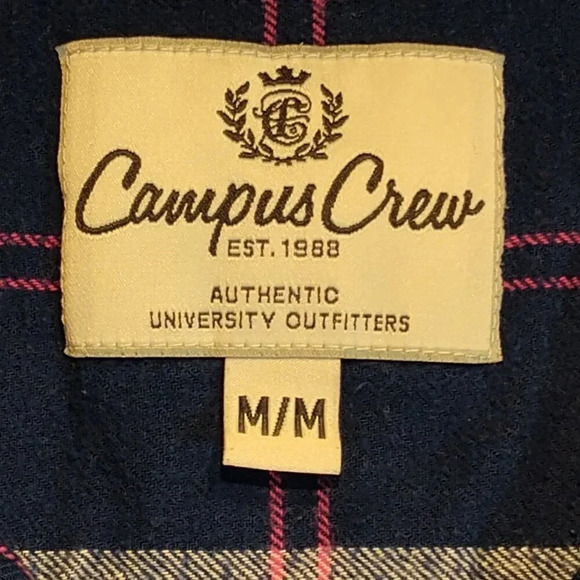 Campus Crew
EST. 1988
AUTHENTIC
UNIVERSITY OUTFITTERS
M/M